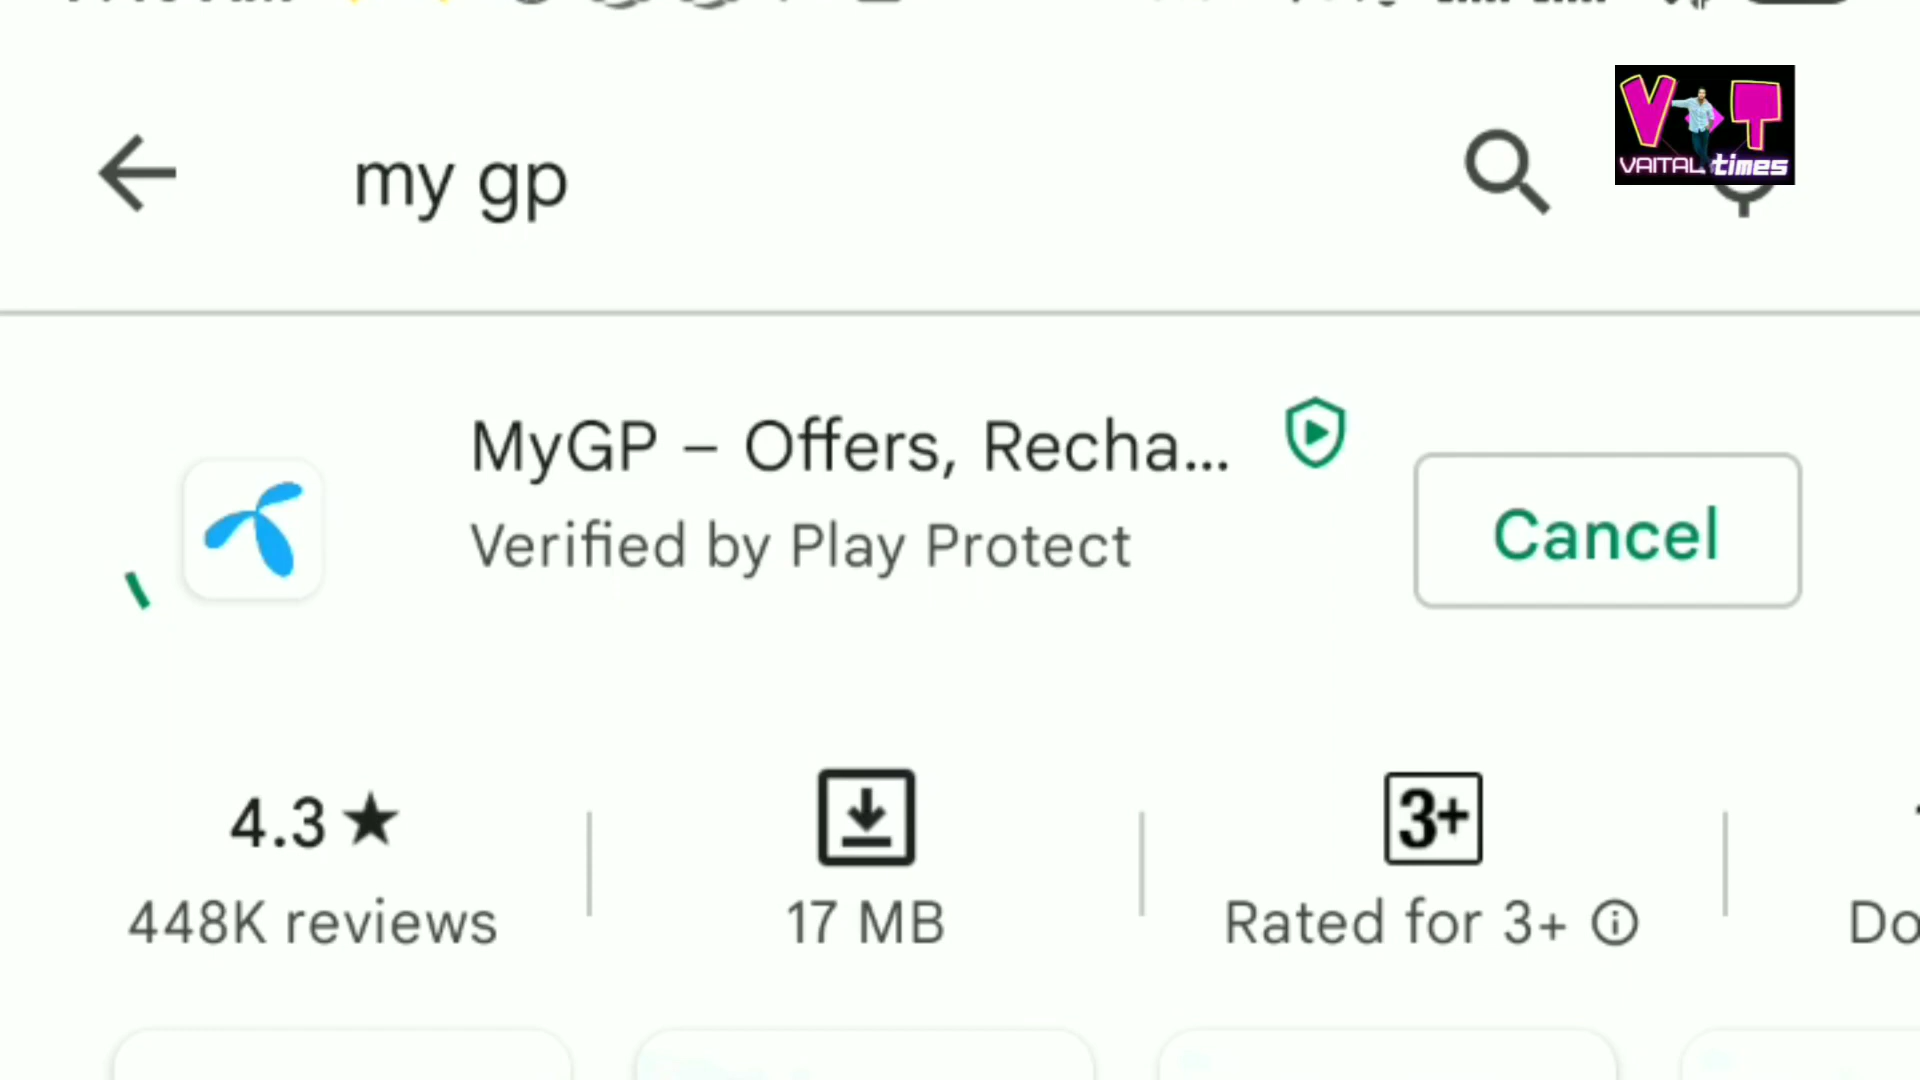 my gp
V T
VAITAL times
MyGP – Offers, Recha...
Verified by Play Protect
Cancel
4.3★
448K reviews
17 MB
3+
Rated for 3+
Do